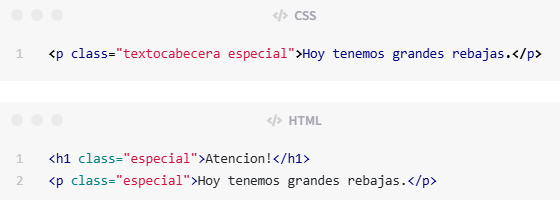 </> CSS
1 <p class="textocabecera especial">Hoy tenemos grandes rebajas.</p>
</> HTML
1 <h1 class="especial">Atencion!</h1>
2 <p class="especial">Hoy tenemos grandes rebajas.</p>